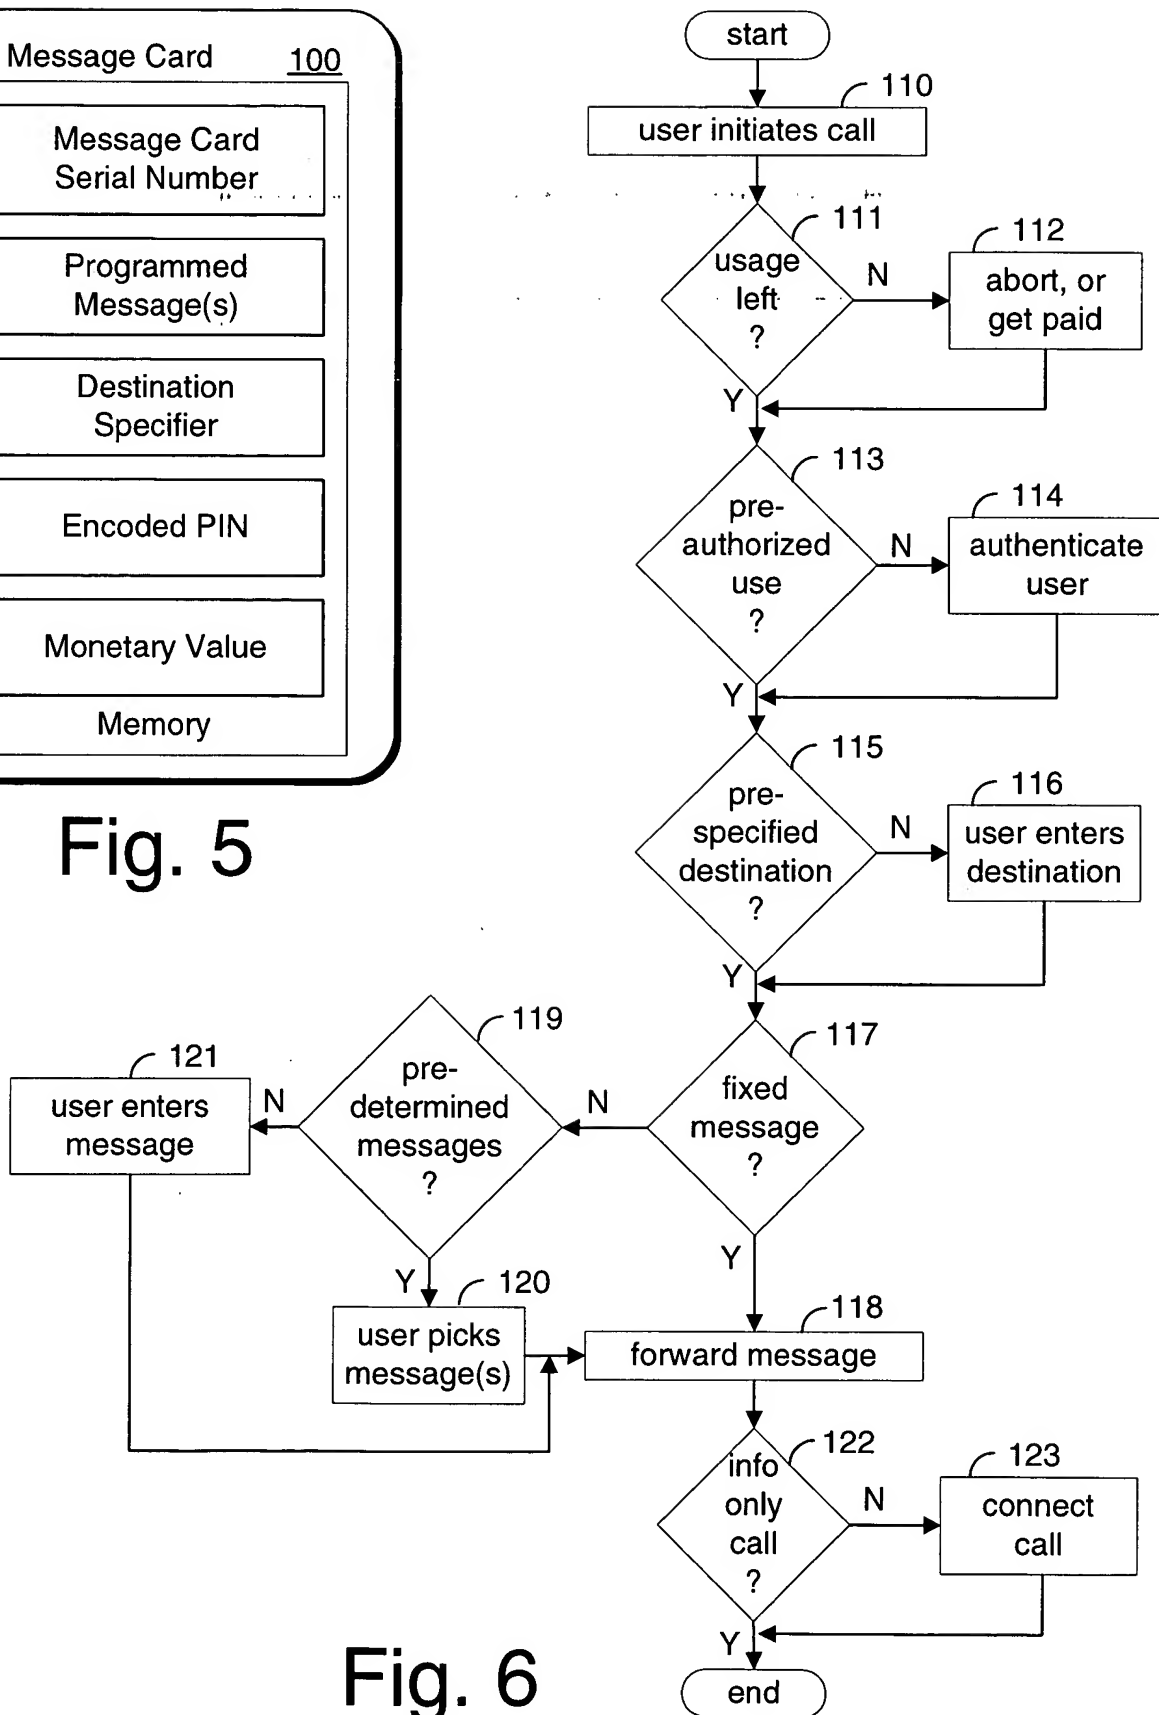 Message Card 100
Message Card
Serial Number
Programmed
Message(s)
Destination
Specifier
Encoded PIN
Monetary Value
Memory
Fig. 5
start
110
user initiates call
111
usage
left
?
N
112
abort, or
get paid
Y
113
pre-
authorized
use
?
N
114
authenticate
user
Y
115
pre-
specified
destination
?
N
116
user enters
destination
Y
117
fixed
message
?
N
119
pre-
determined
messages
?
N
121
user enters
message
Y
120
user picks
message(s)
Y
118
forward message
122
info
only
call
?
N
123
connect
call
Y
end
Fig. 6